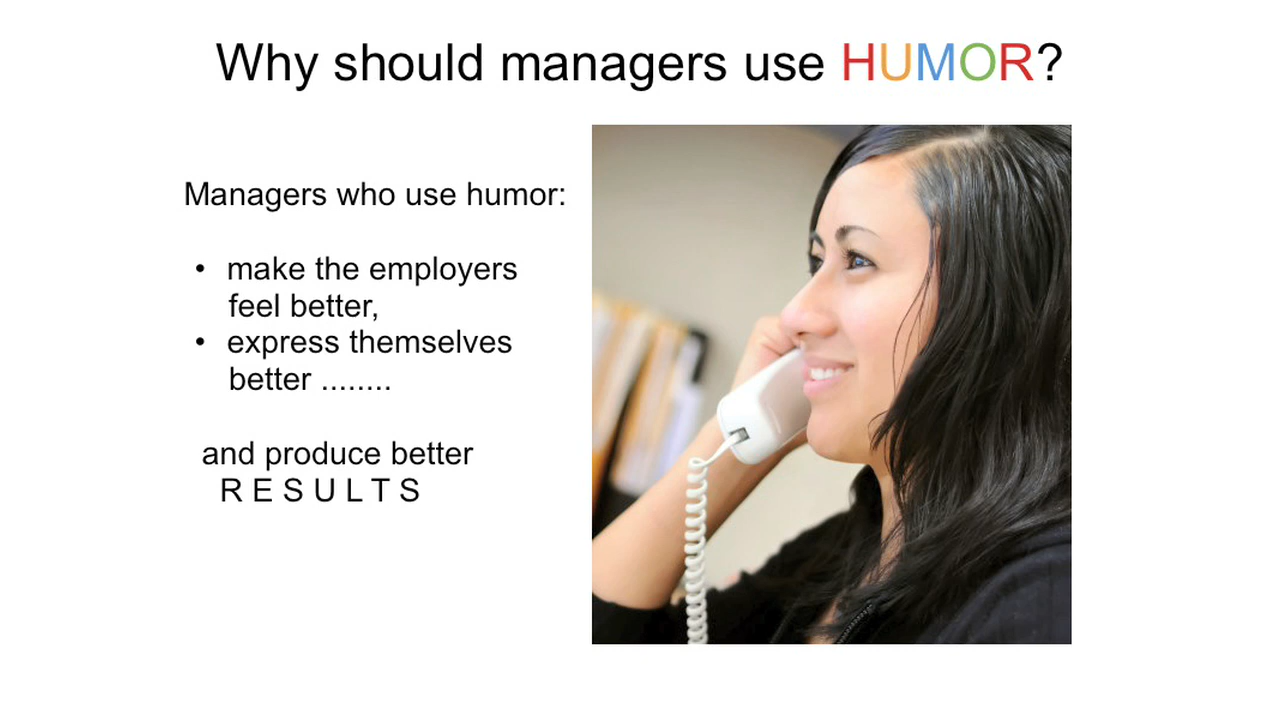 Why should managers use HUMOR?
Managers who use humor:
• make the employers
feel better,
• express themselves
better ........
and produce better
R E S U L T S